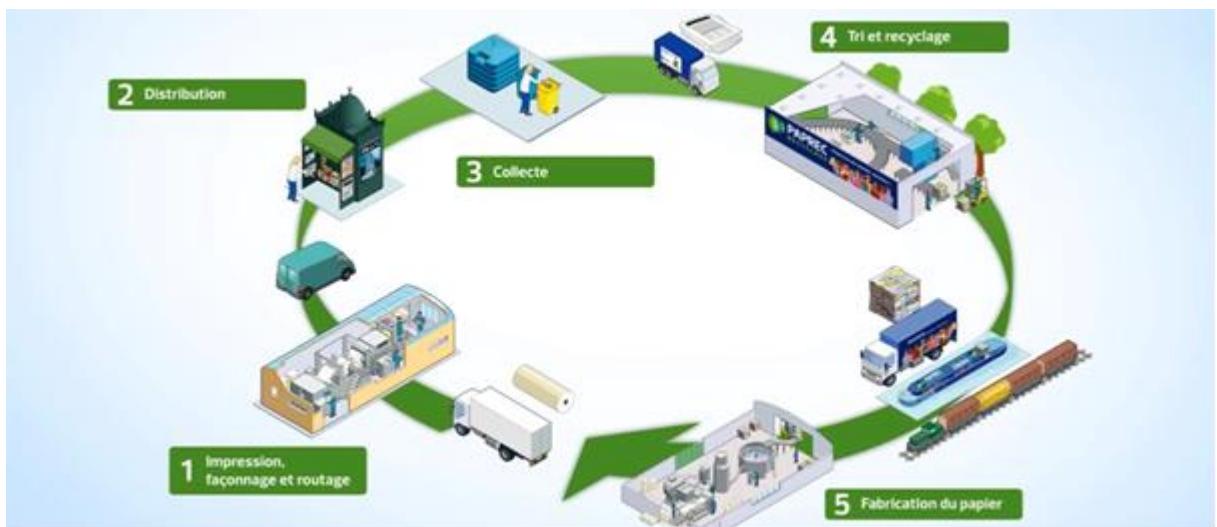 1 Impression,
façonnage et routage
2 Distribution
3 Collecte
4 Tri et recyclage
PAPREC
5 Fabrication du papier